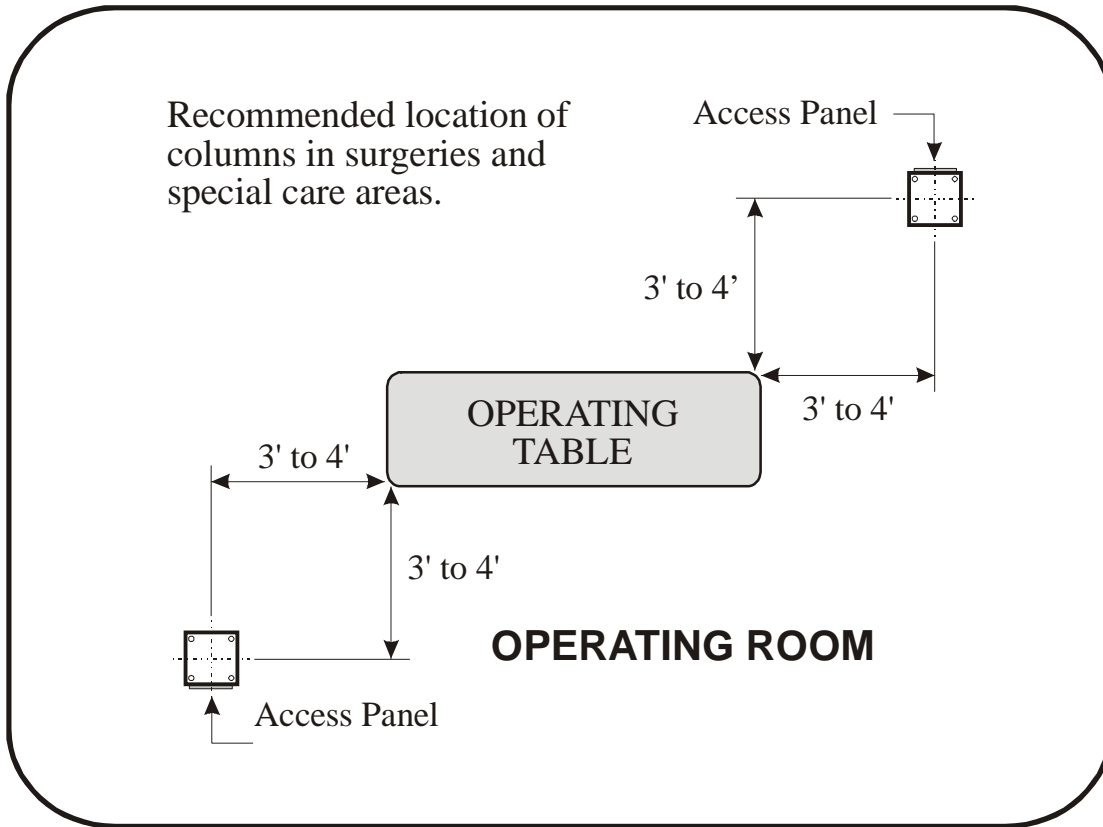 Recommended location of
columns in surgeries and
special care areas.
Access Panel
3' to 4’
3' to 4'
OPERATING
TABLE
3' to 4'
3' to 4'
OPERATING ROOM
Access Panel